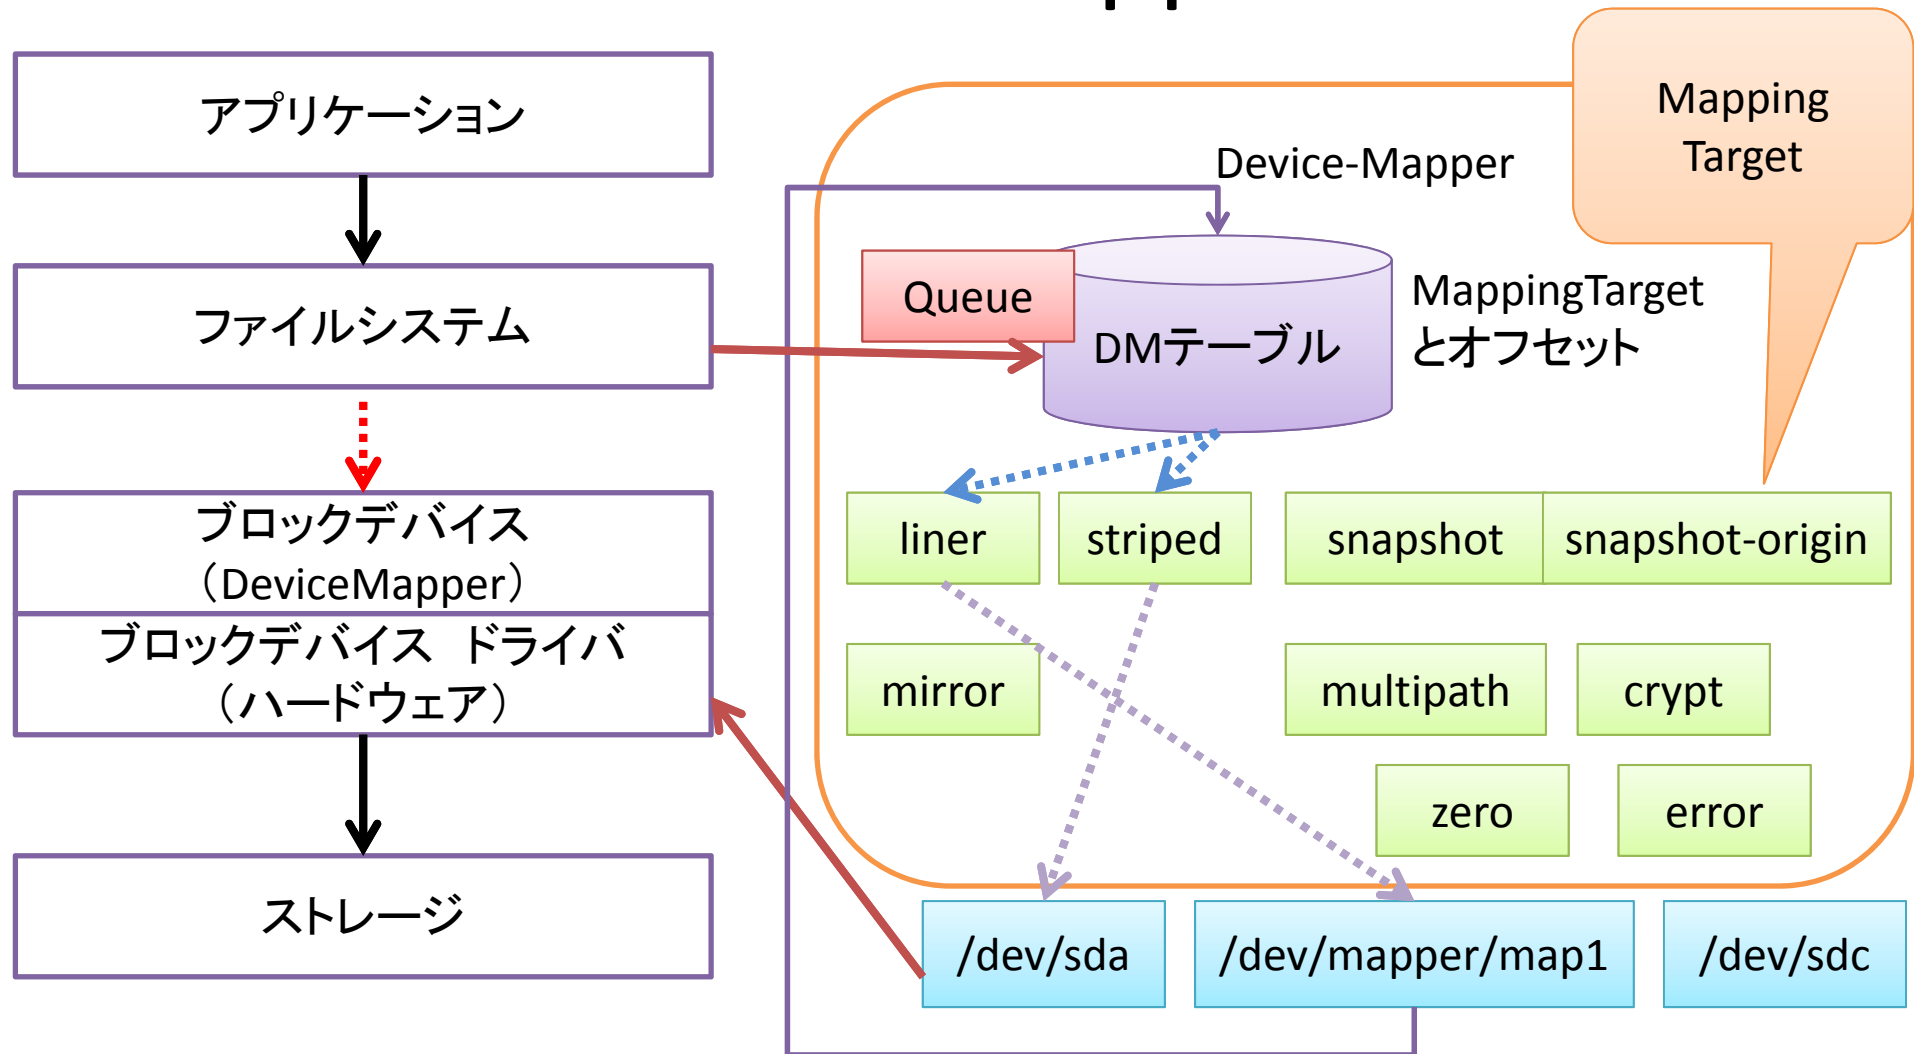 アプリケーション
ファイルシステム
ブロックデバイス
（DeviceMapper）
ブロックデバイス　ドライバ
（ハードウェア）
ストレージ
Mapping
Target
Device-Mapper
Queue
DMテーブル
MappingTarget
とオフセット
liner
striped
snapshot
snapshot-origin
mirror
multipath
crypt
zero
error
/dev/sda
/dev/mapper/map1
/dev/sdc